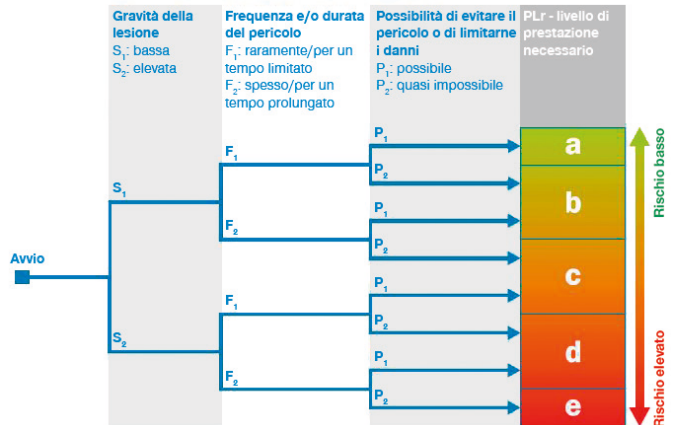 Gravità della
lesione
S₁: bassa
S₂: elevata
Frequenza e/o durata
del pericolo
F₁: raramente/per un
tempo limitato
F₂: spesso/per un
tempo prolungato
Possibilità di evitare il
pericolo o di limitarne
i danni
P₁: possibile
P₂: quasi impossibile
PLr - livello di
prestazione
necessario
Avvio
S₁
S₂
F₁
F₂
F₁
F₂
P₁
P₂
P₁
P₂
P₁
P₂
P₁
P₂
a
b
c
d
e
Rischio basso
Rischio elevato